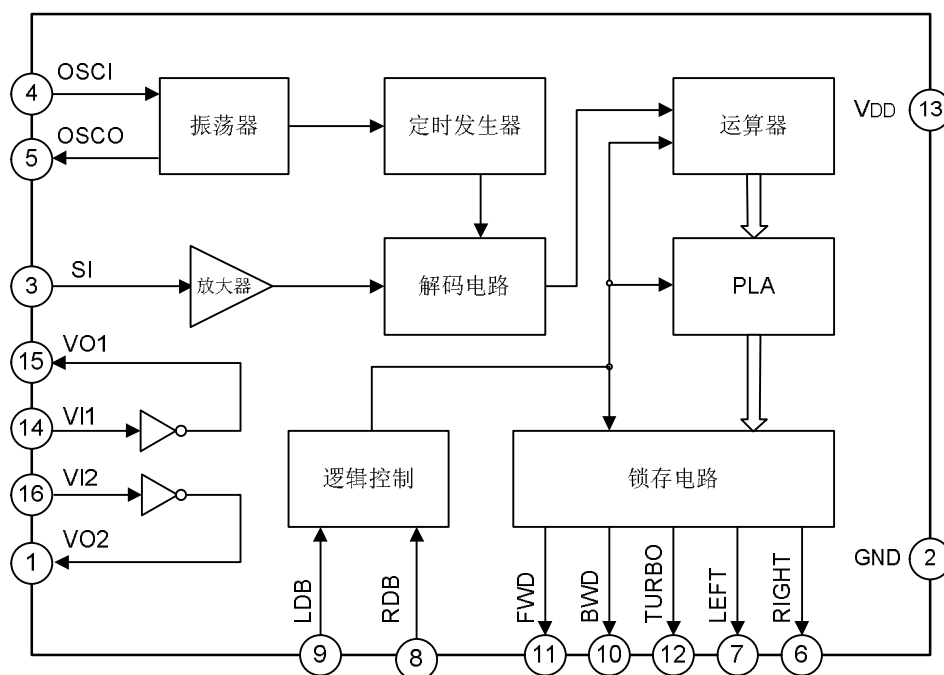 OSCI
4
OSCO
5
振荡器
定时发生器
运算器
VDD
13
SI
3
放大器
解码电路
PLA
VO1
15
VI1
14
VI2
16
VO2
1
逻辑控制
锁存电路
GND
2
LDB
RDB
FWD
BWD
TURBO
LEFT
RIGHT
9
8
11
10
12
7
6